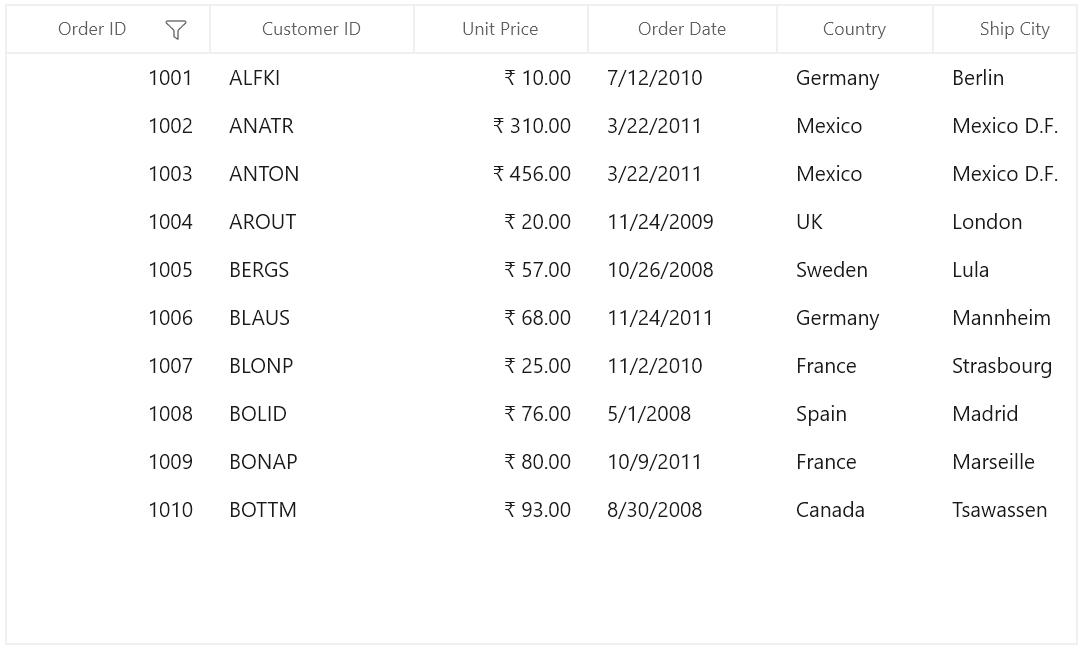 Order ID Customer ID Unit Price Order Date Country Ship City
1001 ALFKI ₹ 10.00 7/12/2010 Germany Berlin
1002 ANATR ₹ 310.00 3/22/2011 Mexico Mexico D.F.
1003 ANTON ₹ 456.00 3/22/2011 Mexico Mexico D.F.
1004 AROUT ₹ 20.00 11/24/2009 UK London
1005 BERGS ₹ 57.00 10/26/2008 Sweden Lula
1006 BLAUS ₹ 68.00 11/24/2011 Germany Mannheim
1007 BLONP ₹ 25.00 11/2/2010 France Strasbourg
1008 BOLID ₹ 76.00 5/1/2008 Spain Madrid
1009 BONAP ₹ 80.00 10/9/2011 France Marseille
1010 BOTTM ₹ 93.00 8/30/2008 Canada Tsawassen